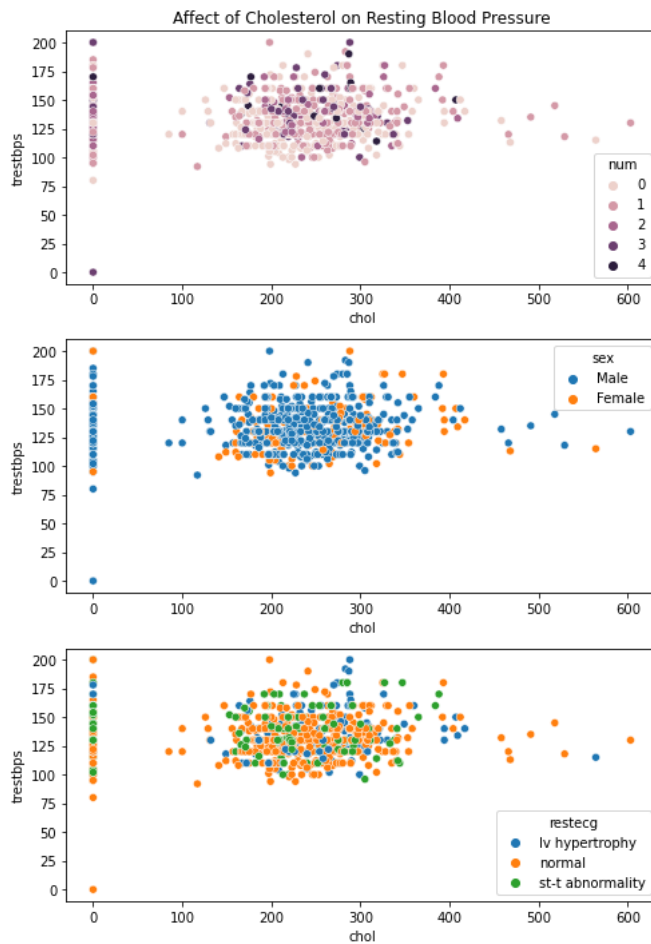 Affect of Cholesterol on Resting Blood Pressure
200
175
150
125
100
75
50
25
0
trestbps
num
0
1
2
3
4
0 100 200 300 400 500 600
chol
200
175
150
125
100
75
50
25
0
trestbps
sex
Male
Female
0 100 200 300 400 500 600
chol
200
175
150
125
100
75
50
25
0
trestbps
restecg
lv hypertrophy
normal
st-t abnormality
0 100 200 300 400 500 600
chol